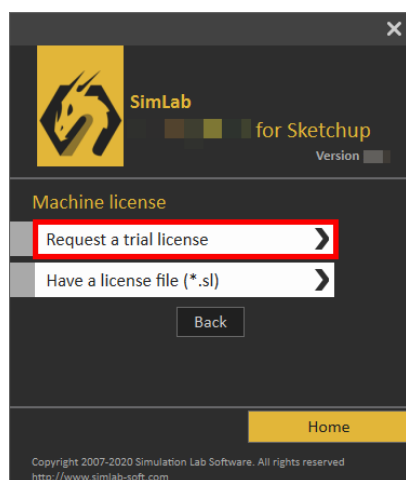 SimLab
for Sketchup
Version
Machine license
Request a trial license
Have a license file (*.sl)
Back
Home
Copyright 2007-2020 Simulation Lab Software. All rights reserved
http://www.simlab-soft.com